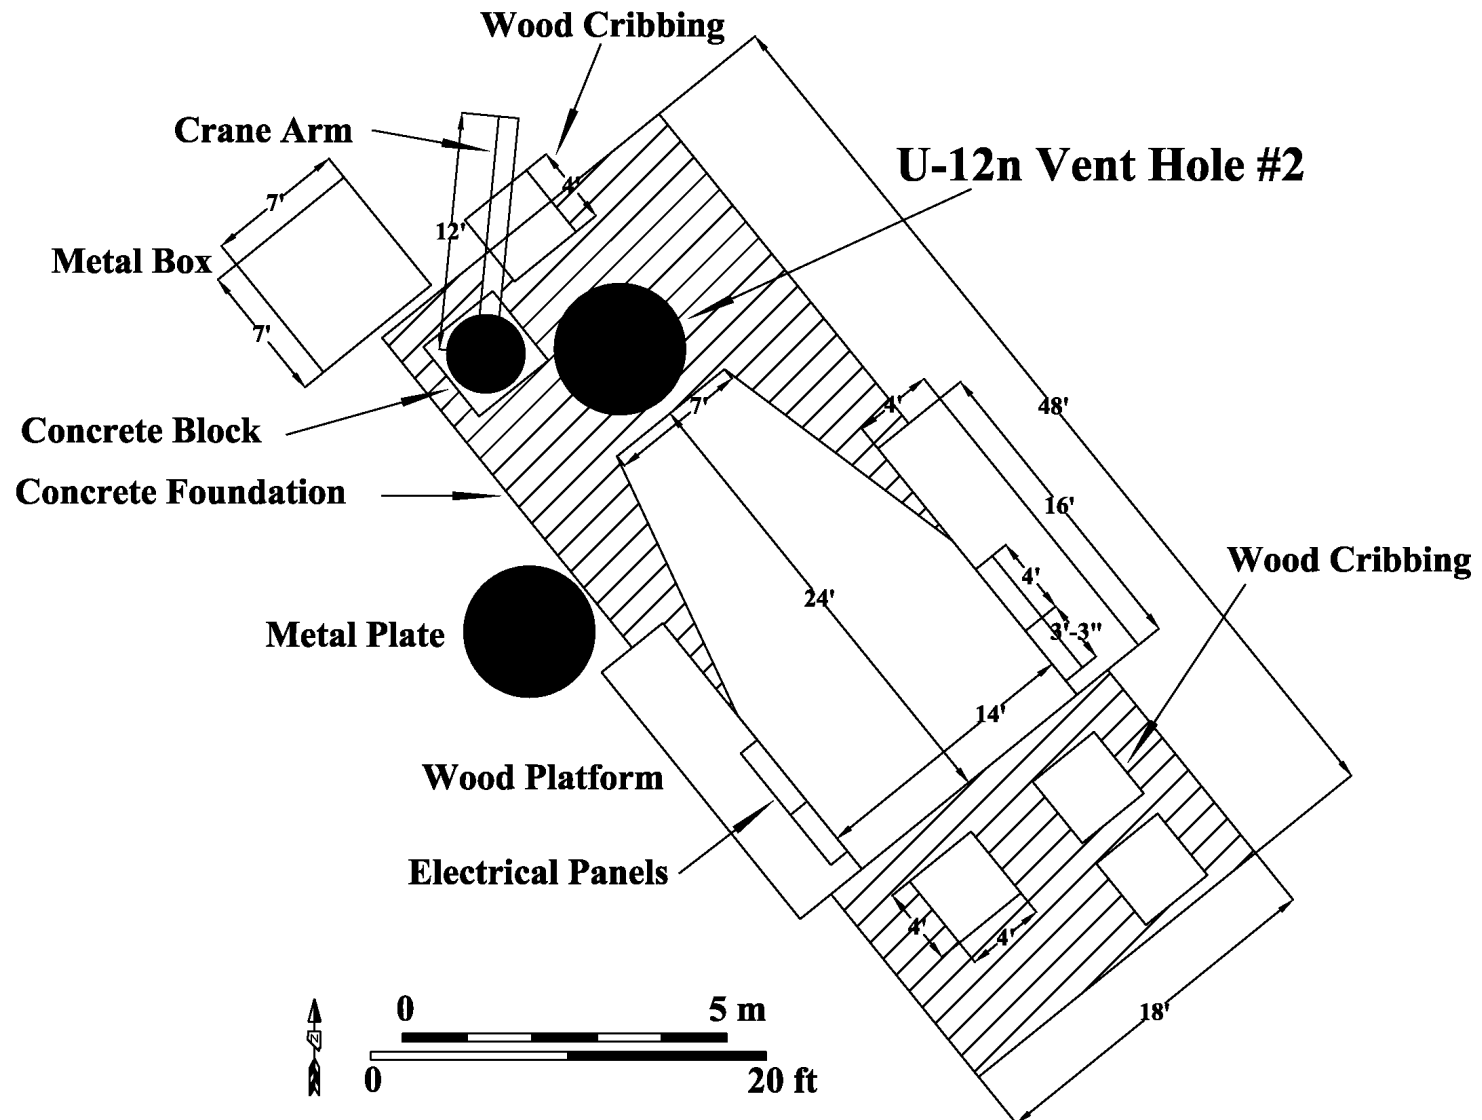 Wood Cribbing
Crane Arm
U-12n Vent Hole #2
4'
7'
12'
Metal Box
7'
7'
4'
48'
Concrete Block
Concrete Foundation
16'
Wood Cribbing
4'
24'
Metal Plate
3'-3"
14'
Wood Platform
Electrical Panels
4'
4'
18'
0 5 m
N
0 20 ft